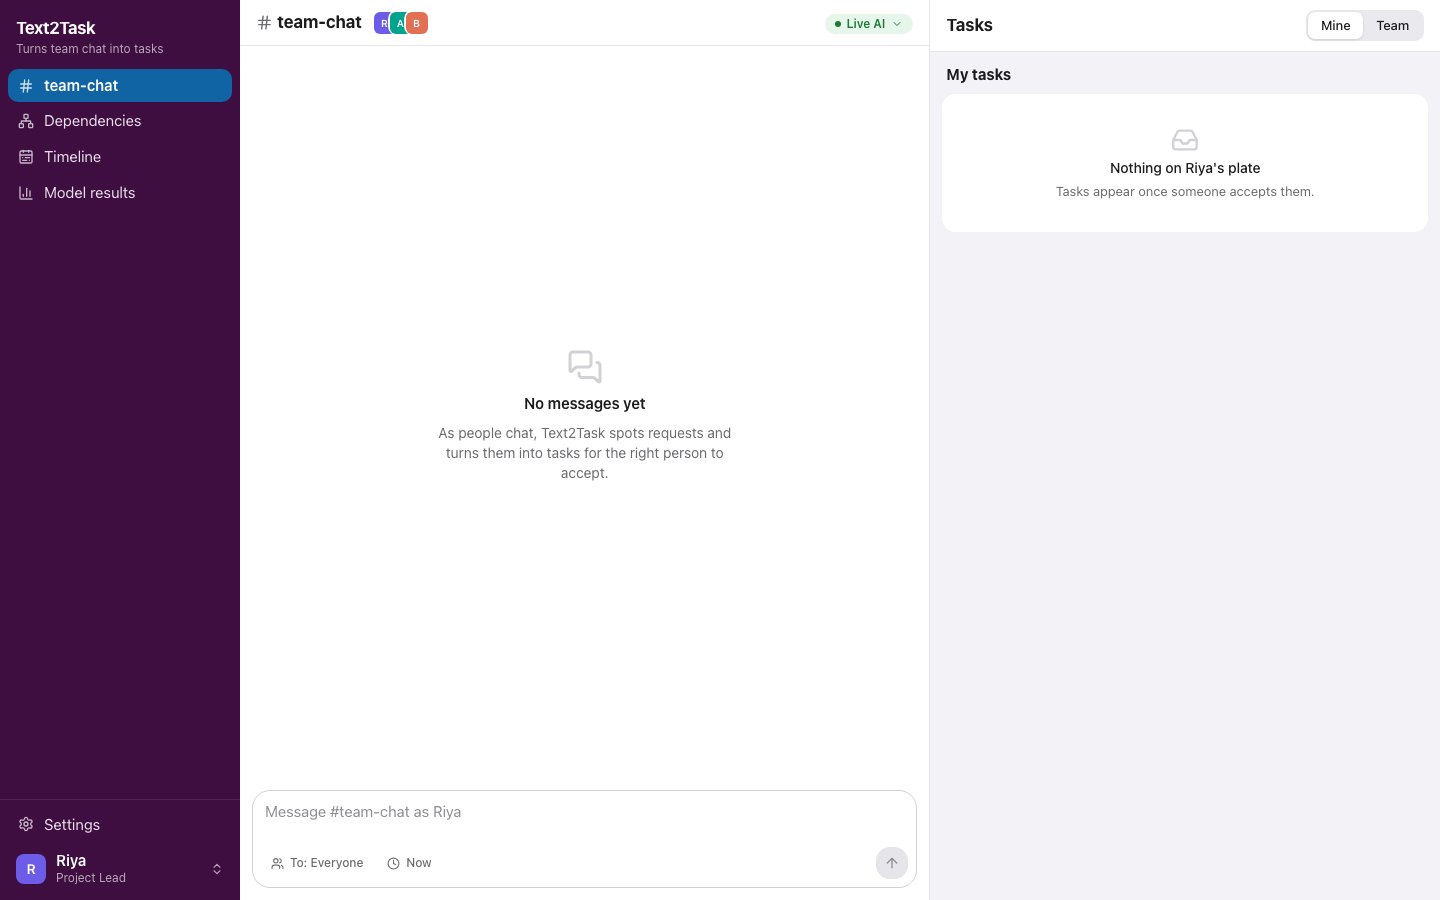 Text2Task
Turns team chat into tasks
team-chat
Dependencies
Timeline
Model results
Settings
R
Riya
Project Lead
# team-chat
R A B
Live AI
No messages yet
As people chat, Text2Task spots requests and
turns them into tasks for the right person to
accept.
Message #team-chat as Riya
To: Everyone
Now
Tasks
Mine
Team
My tasks
Nothing on Riya's plate
Tasks appear once someone accepts them.